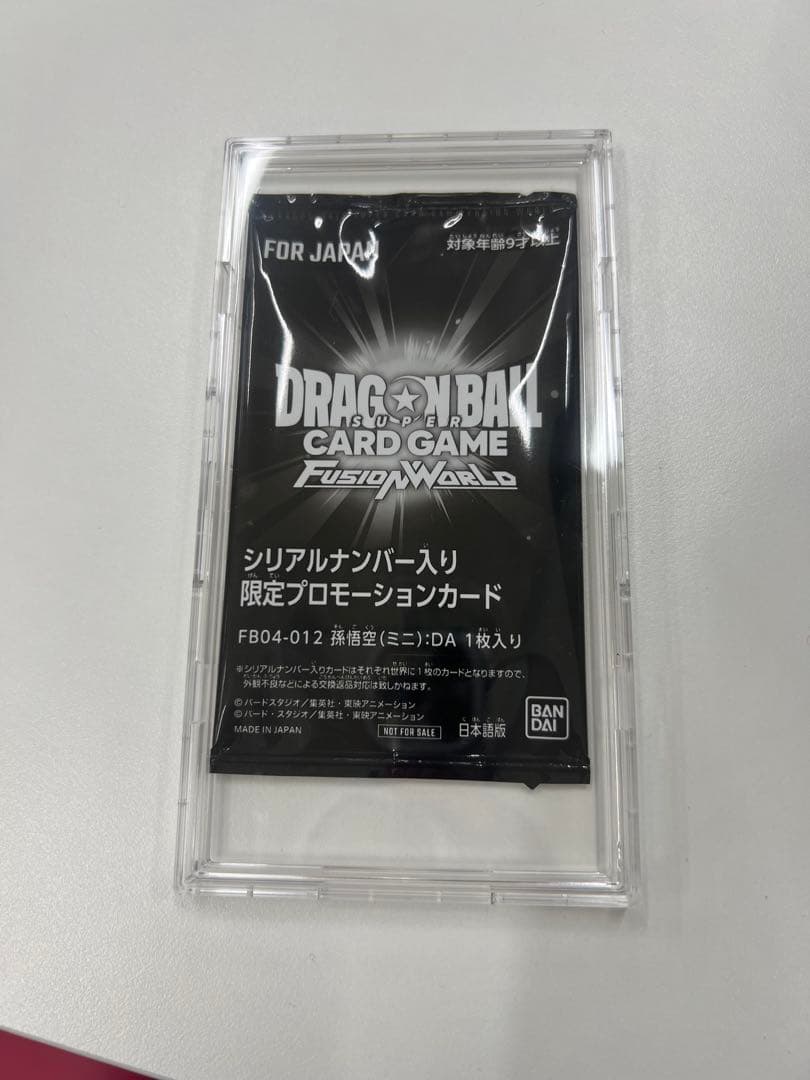 FOR JAPAN
対象年齢9才以上
DRAGON BALL
SUPER
CARD GAME
FUSION WORLD
シリアルナンバー入り
限定プロモーションカード
FB04-012 孫悟空(ミニ):DA 1枚入り
※シリアルナンバー入りカードはそれぞれ世界に1枚のカードとなりますので、
外観不良などによる交換返品対応は致しかねます。
©バードスタジオ/集英社・東映アニメーション
©バード・スタジオ/集英社・東映アニメーション
MADE IN JAPAN
NOT FOR SALE
日本語版
BAN
DAI